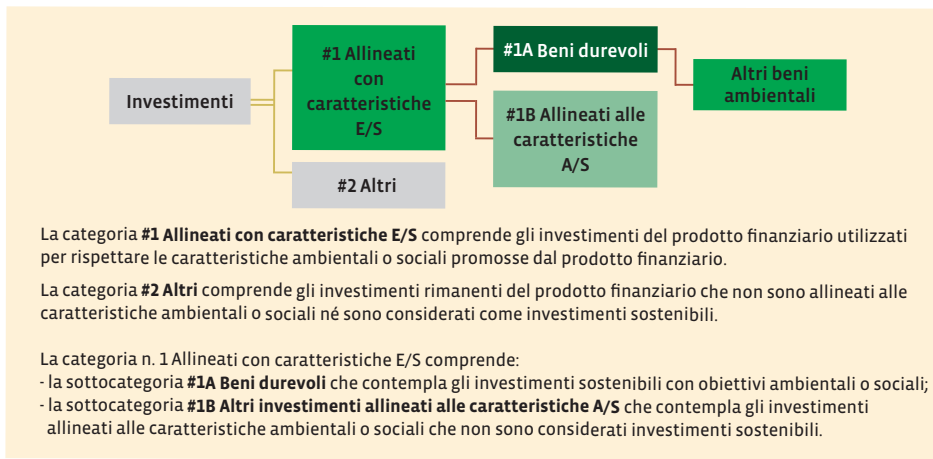 Investimenti
#1 Allineati
con
caratteristiche
E/S
#2 Altri
#1A Beni durevoli
#1B Allineati alle
caratteristiche
A/S
Altri beni
ambientali
La categoria #1 Allineati con caratteristiche E/S comprende gli investimenti del prodotto finanziario utilizzati
per rispettare le caratteristiche ambientali o sociali promosse dal prodotto finanziario.
La categoria #2 Altri comprende gli investimenti rimanenti del prodotto finanziario che non sono allineati alle
caratteristiche ambientali o sociali né sono considerati come investimenti sostenibili.
La categoria n. 1 Allineati con caratteristiche E/S comprende:
- la sottocategoria #1A Beni durevoli che contempla gli investimenti sostenibili con obiettivi ambientali o sociali;
- la sottocategoria #1B Altri investimenti allineati alle caratteristiche A/S che contempla gli investimenti
allineati alle caratteristiche ambientali o sociali che non sono considerati investimenti sostenibili.